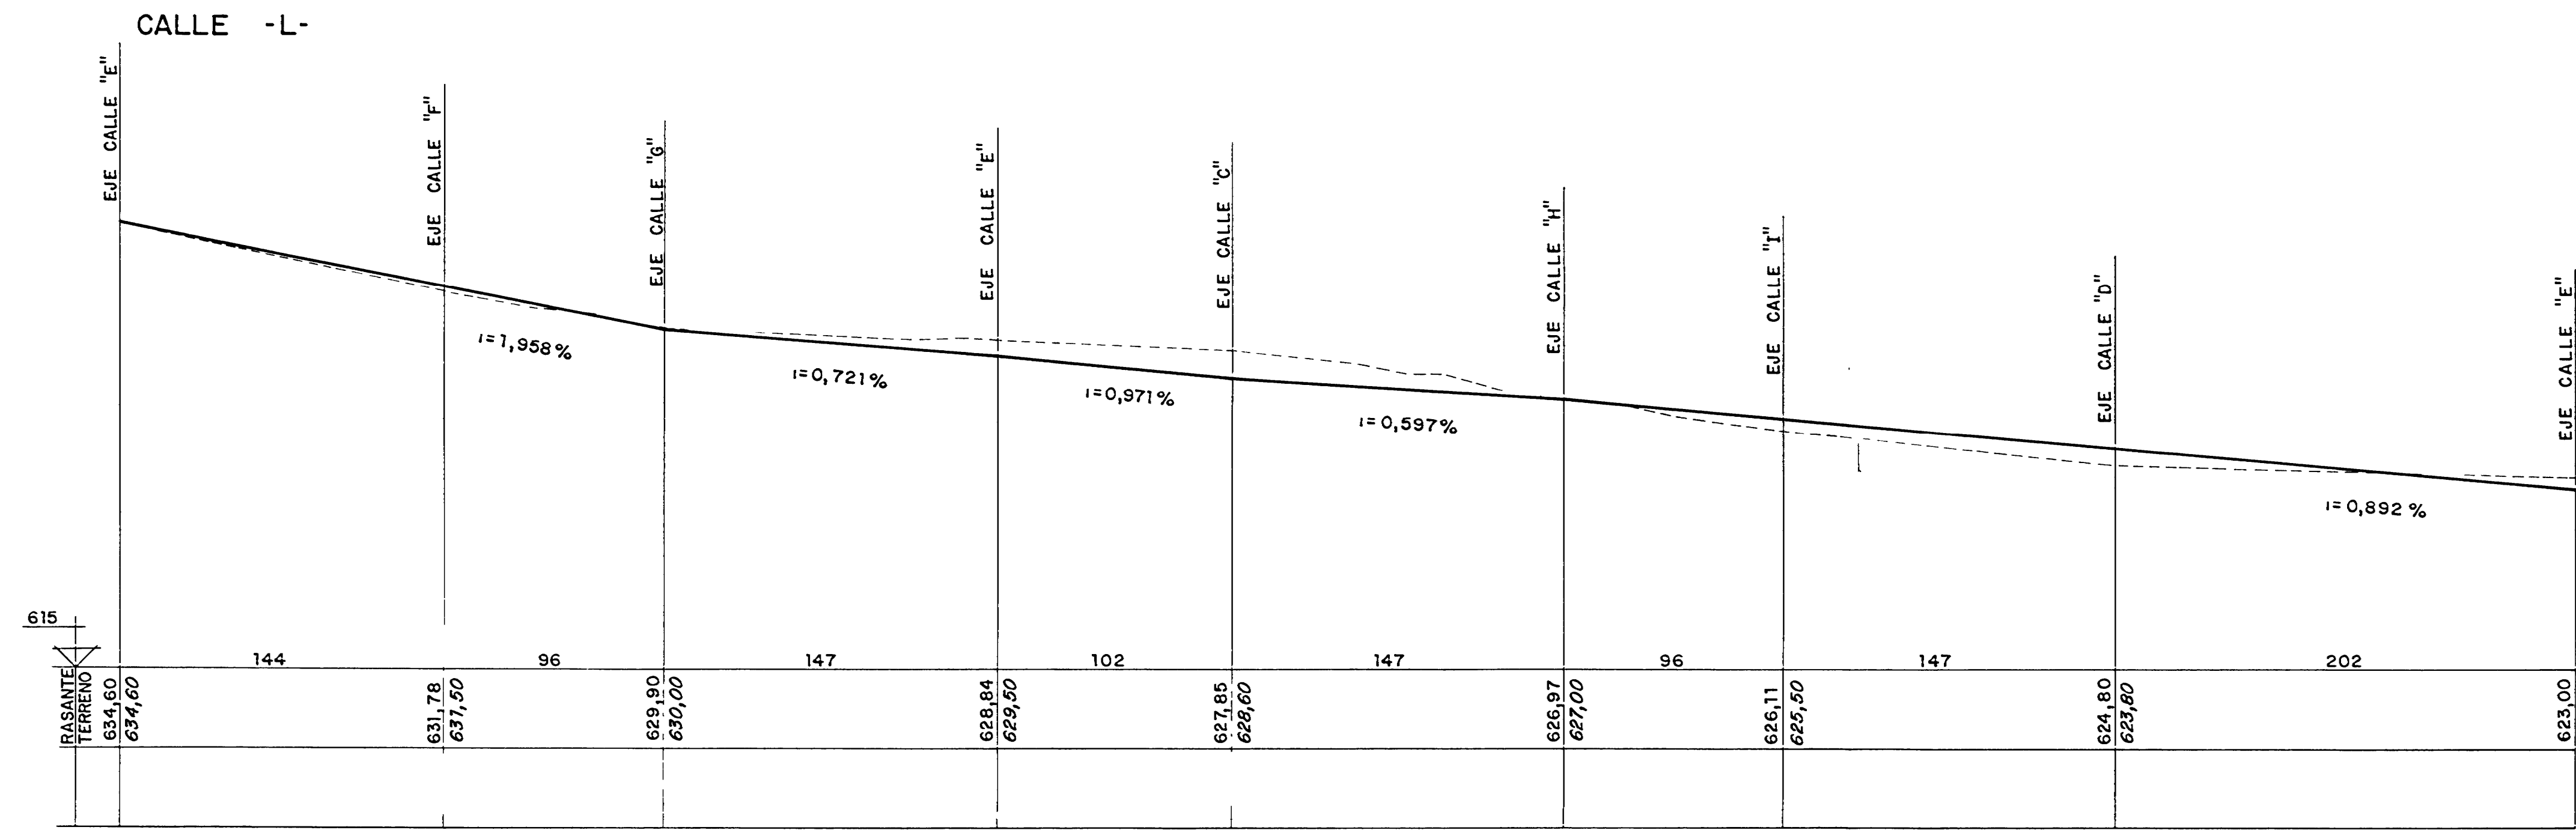 CALLE -L-
EJE CALLE "E"
EJE CALLE "F"
EJE CALLE "G"
EJE CALLE "E"
EJE CALLE "C"
EJE CALLE "H"
EJE CALLE "I"
EJE CALLE "D"
EJE CALLE "E"
ı=1,958%
ı=0,721%
ı=0,971%
ı=0,597%
ı=0,892%
615
144
96
147
102
147
96
147
202
RASANTE
TERRENO
634,60
634,60
631,78
631,50
629,90
630,00
628,84
629,50
627,85
628,60
626,97
627,00
626,11
625,50
624,80
623,80
623,00